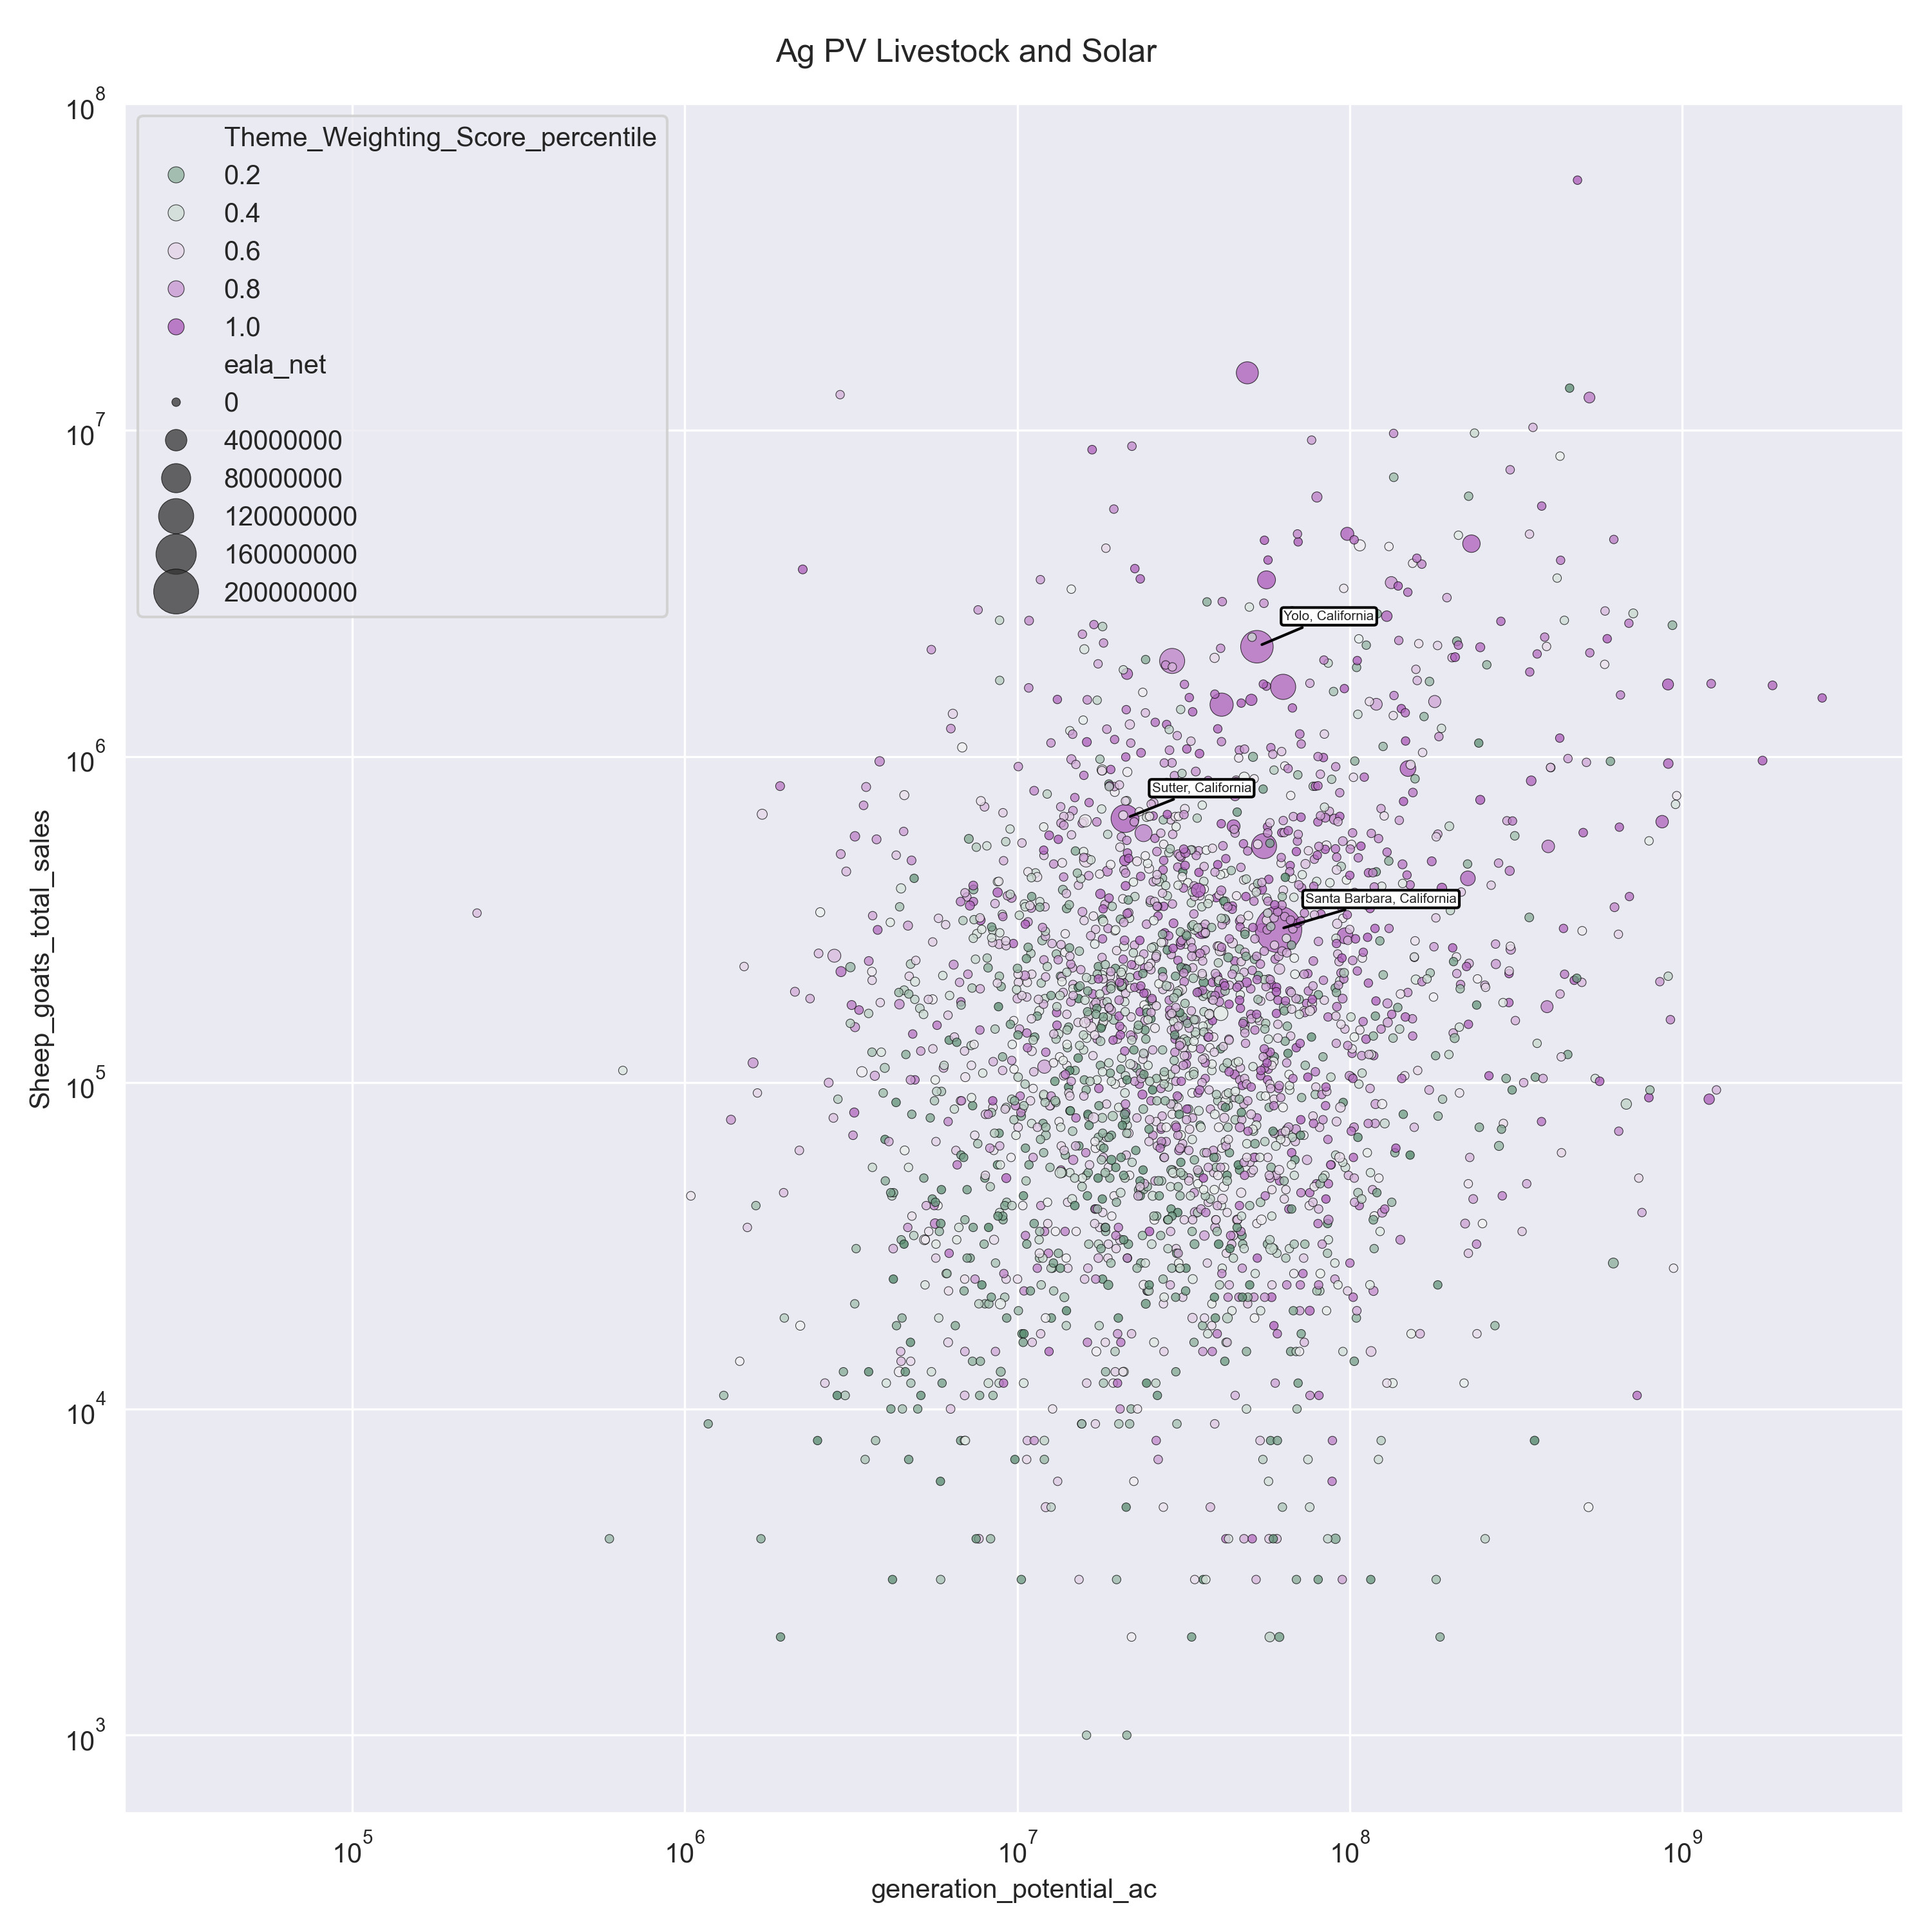 Ag PV Livestock and Solar
10^8
10^7
10^6
10^5
10^4
10^3
Sheep_goats_total_sales
Theme_Weighting_Score_percentile
0.2
0.4
0.6
0.8
1.0
eala_net
0
40000000
80000000
120000000
160000000
200000000
Yolo, California
Sutter, California
Santa Barbara, California
10^5
10^6
10^7
10^8
10^9
generation_potential_ac